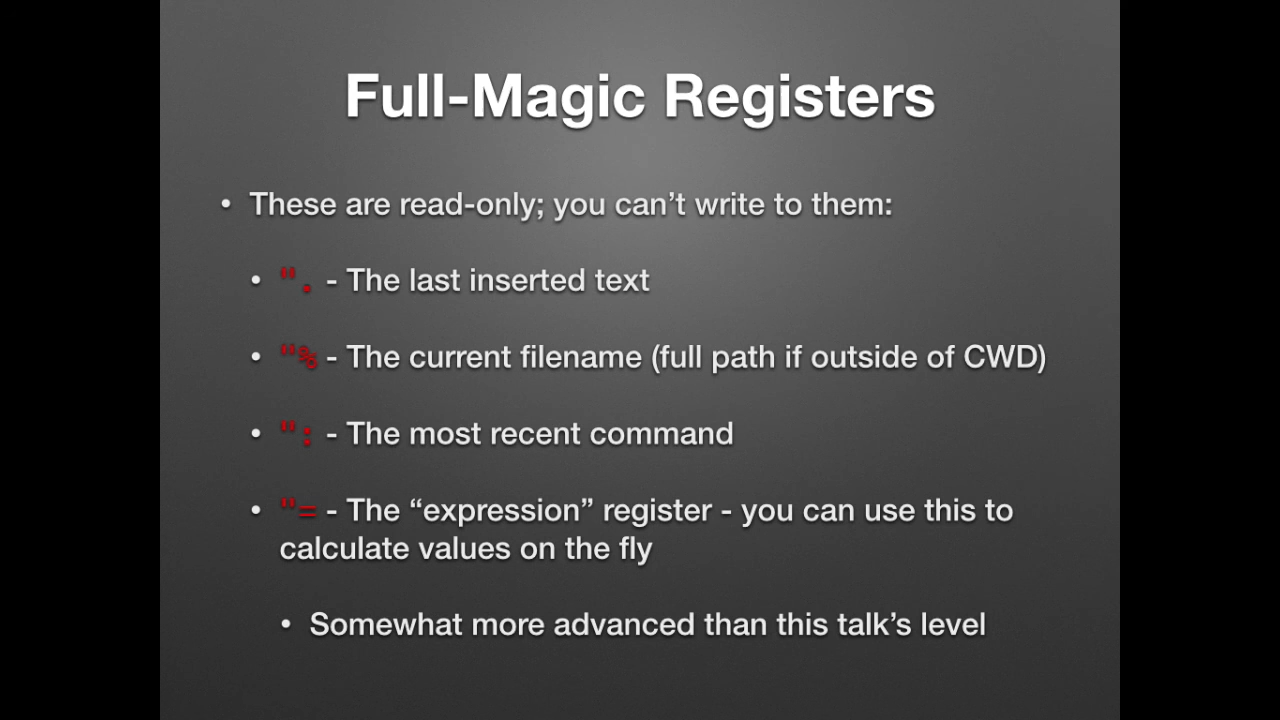 Full-Magic Registers
• These are read-only; you can’t write to them:
• ". - The last inserted text
• "% - The current filename (full path if outside of CWD)
• ": - The most recent command
• "= - The “expression” register - you can use this to
calculate values on the fly
• Somewhat more advanced than this talk’s level